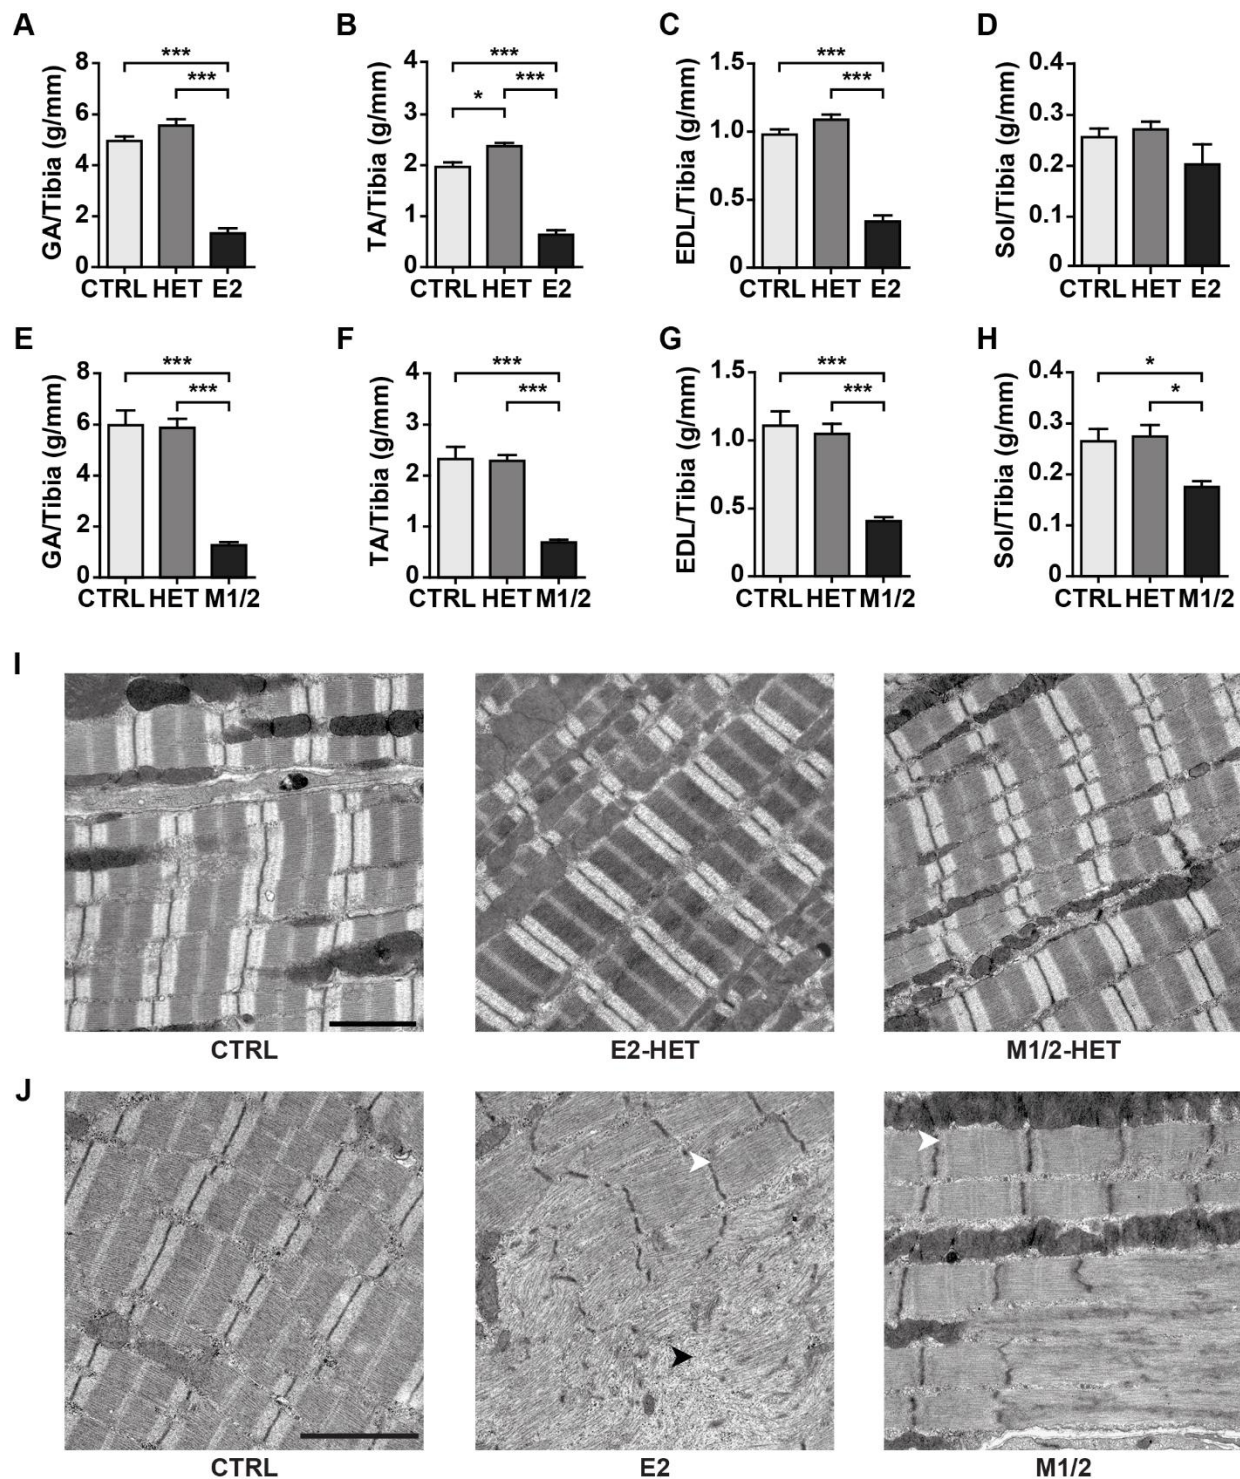 A B C D
*** *** *** 
8 *** 4 *** 1.5 *** 0.4
6 3 * 1.0 0.3
4 2 0.2
2 1 0.5 0.1
0 0 0 0
GA/Tibia (g/mm) TA/Tibia (g/mm) EDL/Tibia (g/mm) Sol/Tibia (g/mm)
CTRL HET E2 CTRL HET E2 CTRL HET E2 CTRL HET E2
E F G H
*** *** *** *
8 *** 4 *** 1.5 *** 0.4 *
6 3 1.0 0.3
4 2 0.2
2 1 0.5 0.1
0 0 0 0
GA/Tibia (g/mm) TA/Tibia (g/mm) EDL/Tibia (g/mm) Sol/Tibia (g/mm)
CTRL HET M1/2 CTRL HET M1/2 CTRL HET M1/2 CTRL HET M1/2
I
CTRL E2-HET M1/2-HET
J
CTRL E2 M1/2